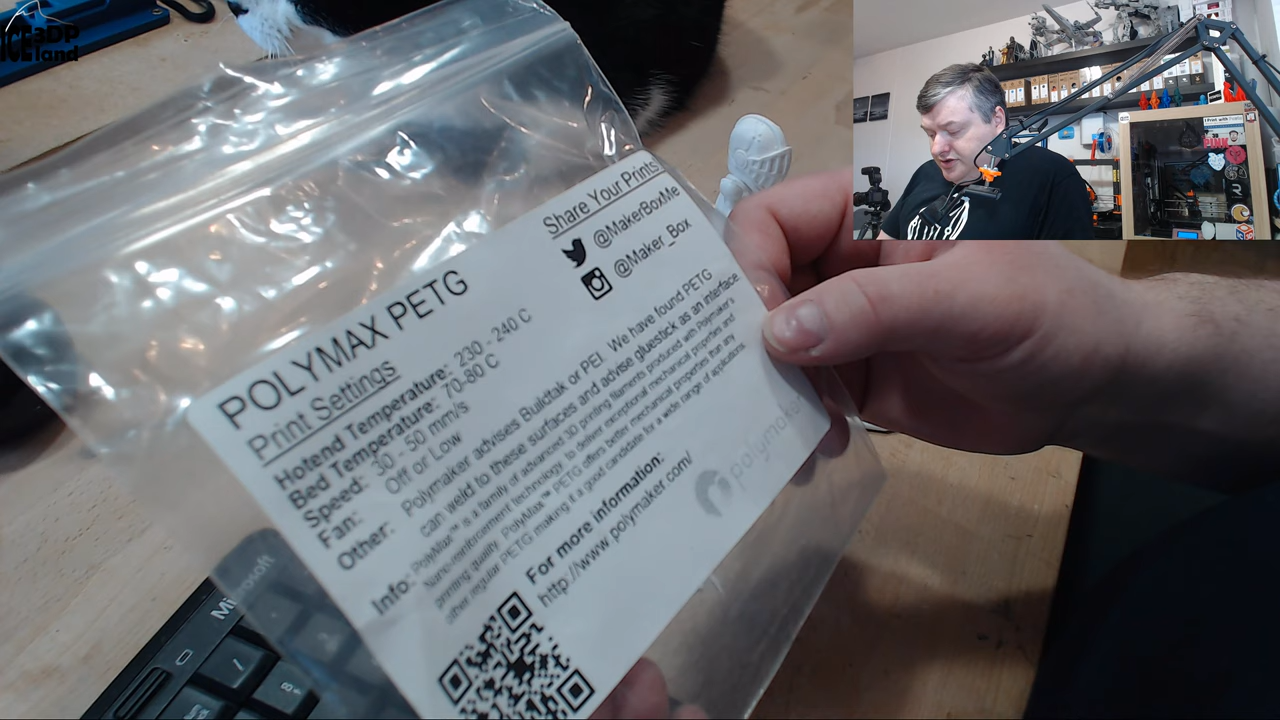 ICE 3DP
land
POLYMAX PETG
Print Settings
Hotend Temperature: 230 - 240 C
Bed Temperature: 70-80 C
Speed: 30 - 50 mm/s
Fan: Off or Low
Other: Polymaker advises Buildtak or PEI. We have found PETG
can weld to these surfaces and advise gluestick as an interface.
Info: PolyMax™ is a family of advanced 3D printing filaments produced with Polymaker's
Nano-reinforcement technology to deliver exceptional mechanical properties and
printing quality. PolyMax™ PETG offers better mechanical properties than any
other regular PETG making it a good candidate for a wide range of applications.
For more information:
http://www.polymaker.com/
Share Your Prints
@MakerBoxMe
@Maker_Box
polymaker